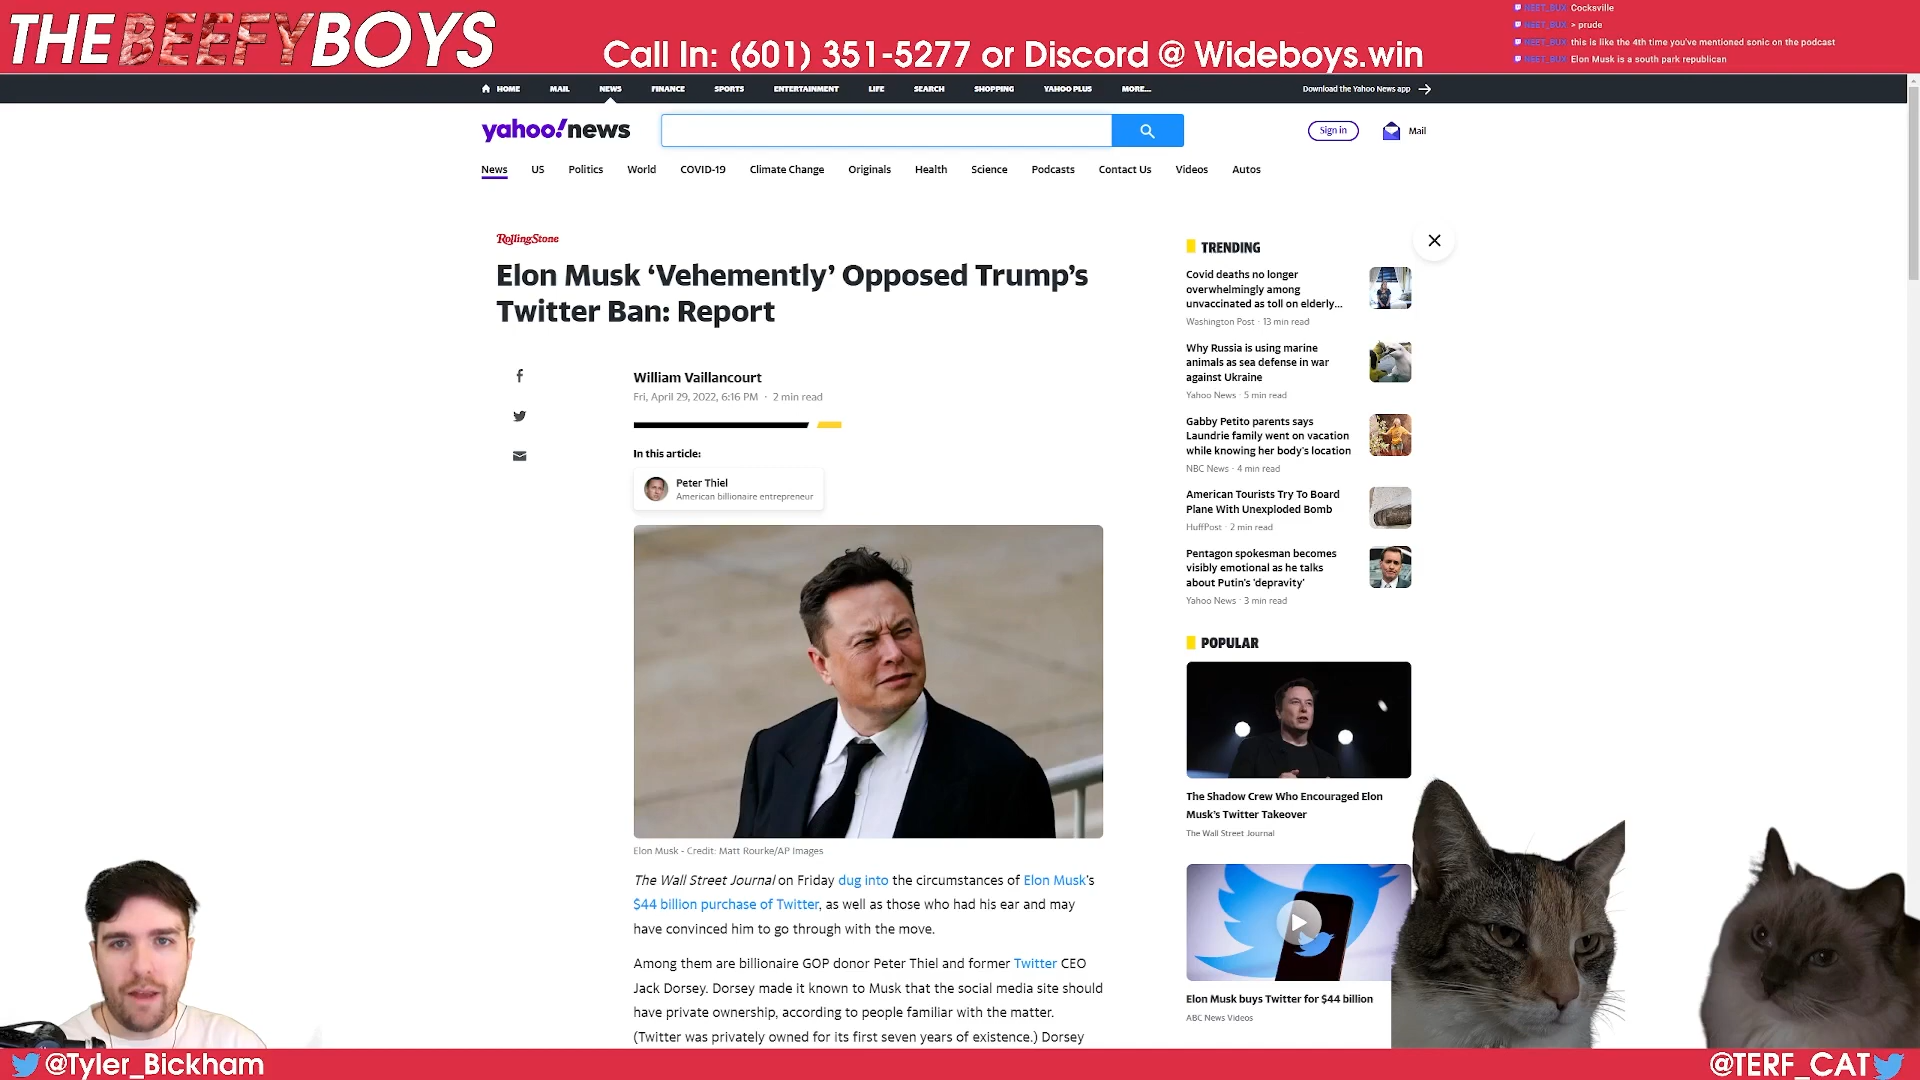 THEBEEFYBOYS
Call In: (601) 351-5277 or Discord @ Wideboys.win
NEET_BUX Cocksville
NEET_BUX > prude
NEET_BUX this is like the 4th time you've mentioned sonic on the podcast
NEET_BUX Elon Musk is a south park republican
HOME MAIL NEWS FINANCE SPORTS ENTERTAINMENT LIFE SEARCH SHOPPING YAHOO PLUS MORE... Download the Yahoo News app
yahoo!news Sign in Mail
News US Politics World COVID-19 Climate Change Originals Health Science Podcasts Contact Us Videos Autos
RollingStone
Elon Musk ‘Vehemently’ Opposed Trump’s
Twitter Ban: Report
William Vaillancourt
Fri, April 29, 2022, 6:16 PM · 2 min read
In this article:
Peter Thiel
American billionaire entrepreneur
Elon Musk - Credit: Matt Rourke/AP Images
The Wall Street Journal on Friday dug into the circumstances of Elon Musk’s
$44 billion purchase of Twitter, as well as those who had his ear and may
have convinced him to go through with the move.
Among them are billionaire GOP donor Peter Thiel and former Twitter CEO
Jack Dorsey. Dorsey made it known to Musk that the social media site should
have private ownership, according to people familiar with the matter.
(Twitter was privately owned for its first seven years of existence.) Dorsey
TRENDING
Covid deaths no longer
overwhelmingly among
unvaccinated as toll on elderly...
Washington Post · 13 min read
Why Russia is using marine
animals as sea defense in war
against Ukraine
Yahoo News · 5 min read
Gabby Petito parents says
Laundrie family went on vacation
while knowing her body's location
NBC News · 4 min read
American Tourists Try To Board
Plane With Unexploded Bomb
HuffPost · 2 min read
Pentagon spokesman becomes
visibly emotional as he talks
about Putin's 'depravity'
Yahoo News · 3 min read
POPULAR
The Shadow Crew Who Encouraged Elon
Musk’s Twitter Takeover
The Wall Street Journal
Elon Musk buys Twitter for $44 billion
ABC News Videos
@Tyler_Bickham
@TERF_CAT